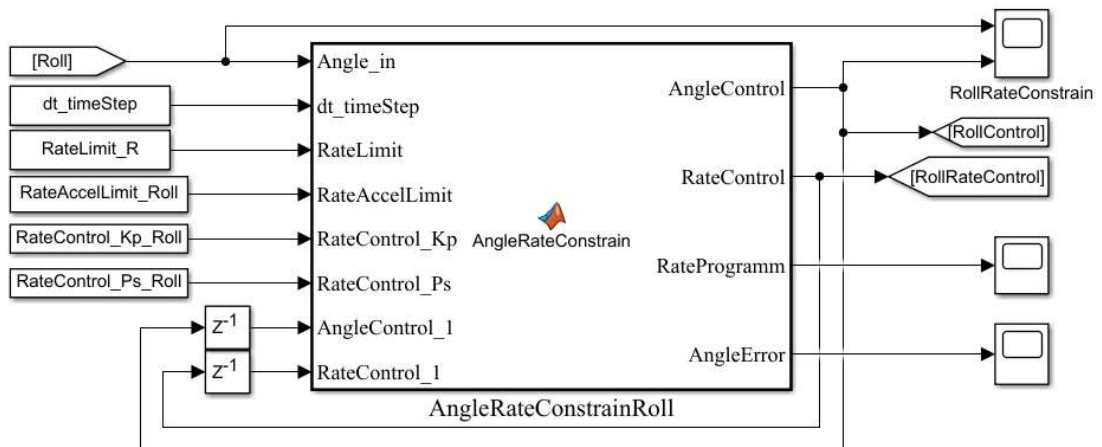 [Roll]
dt_timeStep
RateLimit_R
RateAccelLimit_Roll
RateControl_Kp_Roll
RateControl_Ps_Roll
Z-1
Z-1
Angle_in
dt_timeStep
RateLimit
RateAccelLimit
RateControl_Kp
RateControl_Ps
AngleControl_1
RateControl_1
AngleRateConstrain
AngleControl
RateControl
RateProgramm
AngleError
AngleRateConstrainRoll
RollRateConstrain
[RollControl]
[RollRateControl]